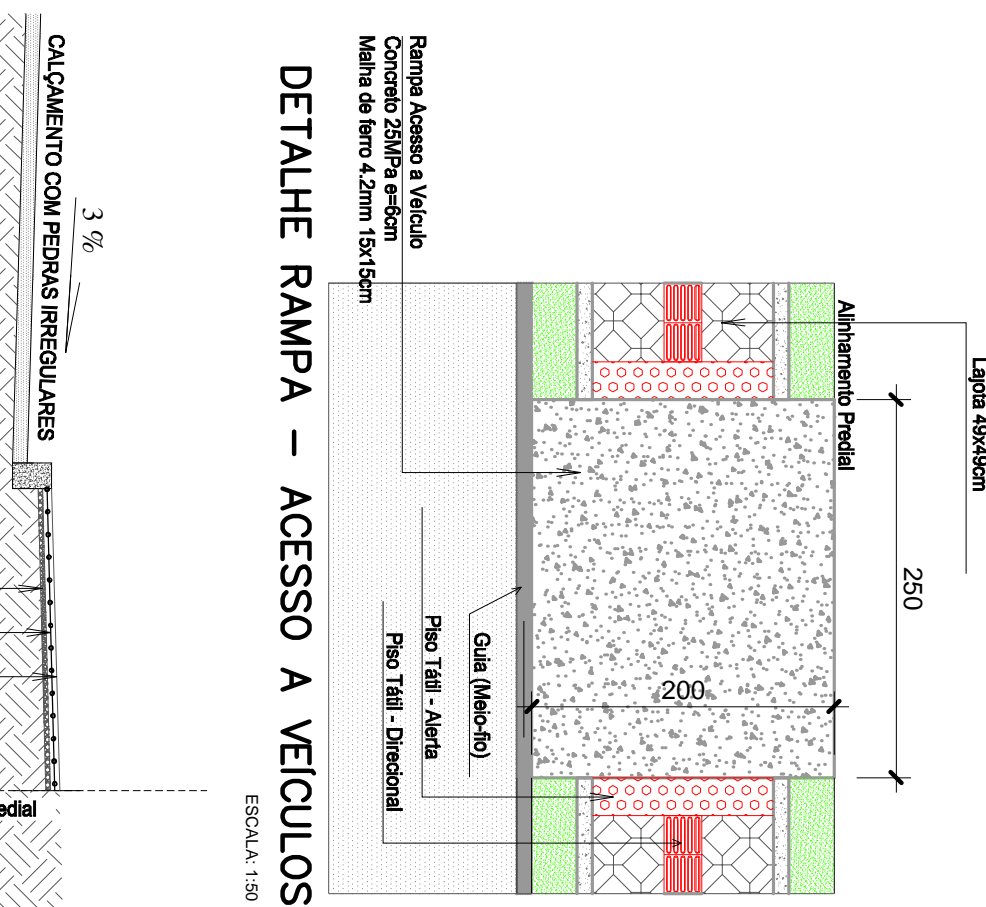 Lajota 49x49cm
250
Alinhamento Predial
200
Rampa Acesso a Veículo
Concreto 25MPa e=6cm
Malha de ferro 4.2mm 15x15cm
Guia (Meio-fio)
Piso Tátil - Alerta
Piso Tátil - Direcional
DETALHE RAMPA - ACESSO A VEÍCULOS
ESCALA: 1:50
3 %
CALÇAMENTO COM PEDRAS IRREGULARES
edial